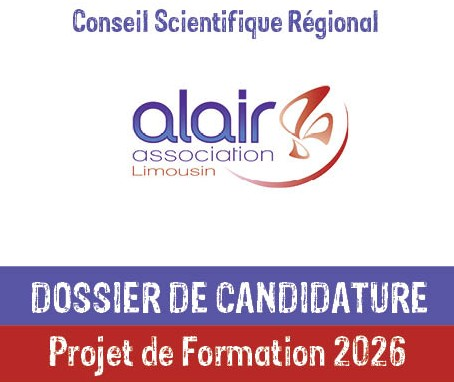 Conseil Scientifique Régional
alair
association
Limousin
DOSSIER DE CANDIDATURE
Projet de Formation 2026